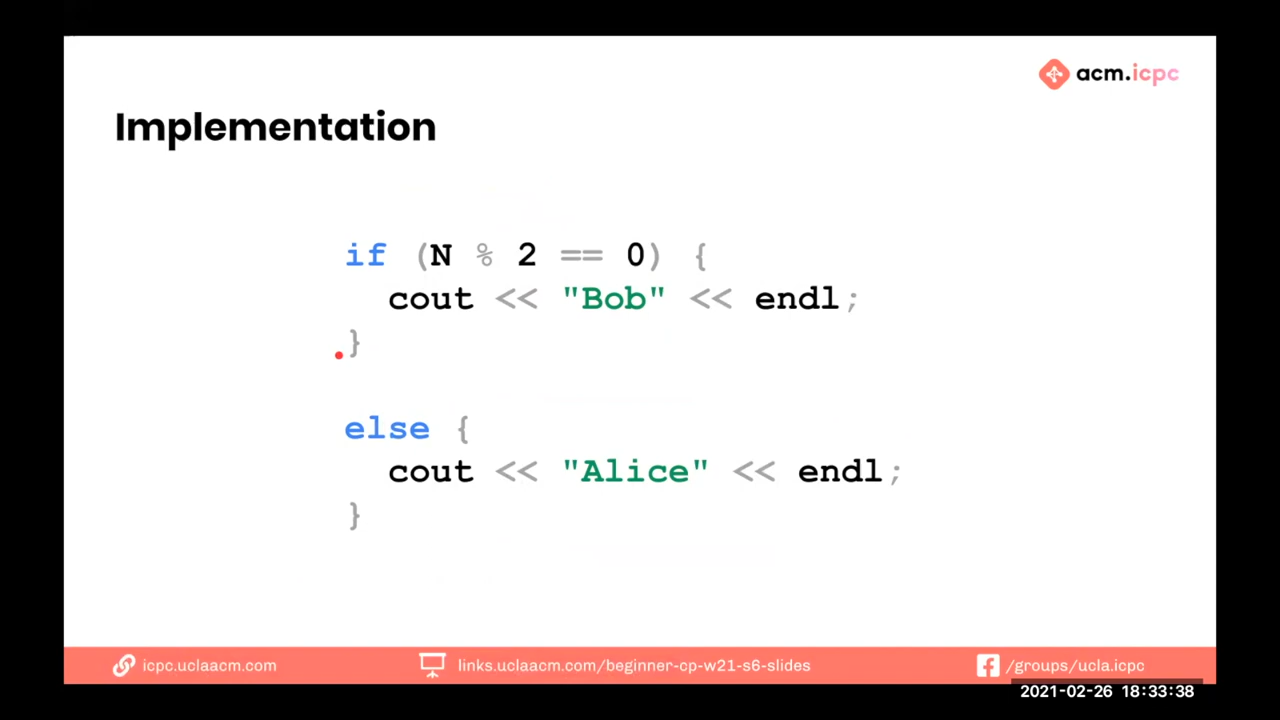 acm.icpc
Implementation
if (N % 2 == 0) {
cout << "Bob" << endl;
}
else {
cout << "Alice" << endl;
}
icpc.uclaacm.com
links.uclaacm.com/beginner-cp-w21-s6-slides
/groups/ucla.icpc
2021-02-26 18:33:38